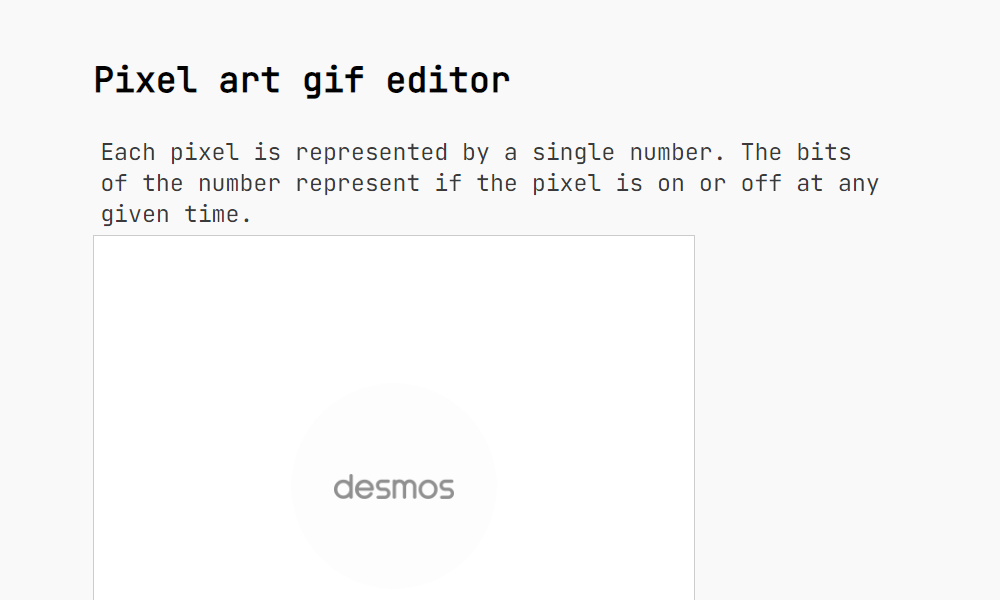 Pixel art gif editor
Each pixel is represented by a single number. The bits
of the number represent if the pixel is on or off at any
given time.
desmos